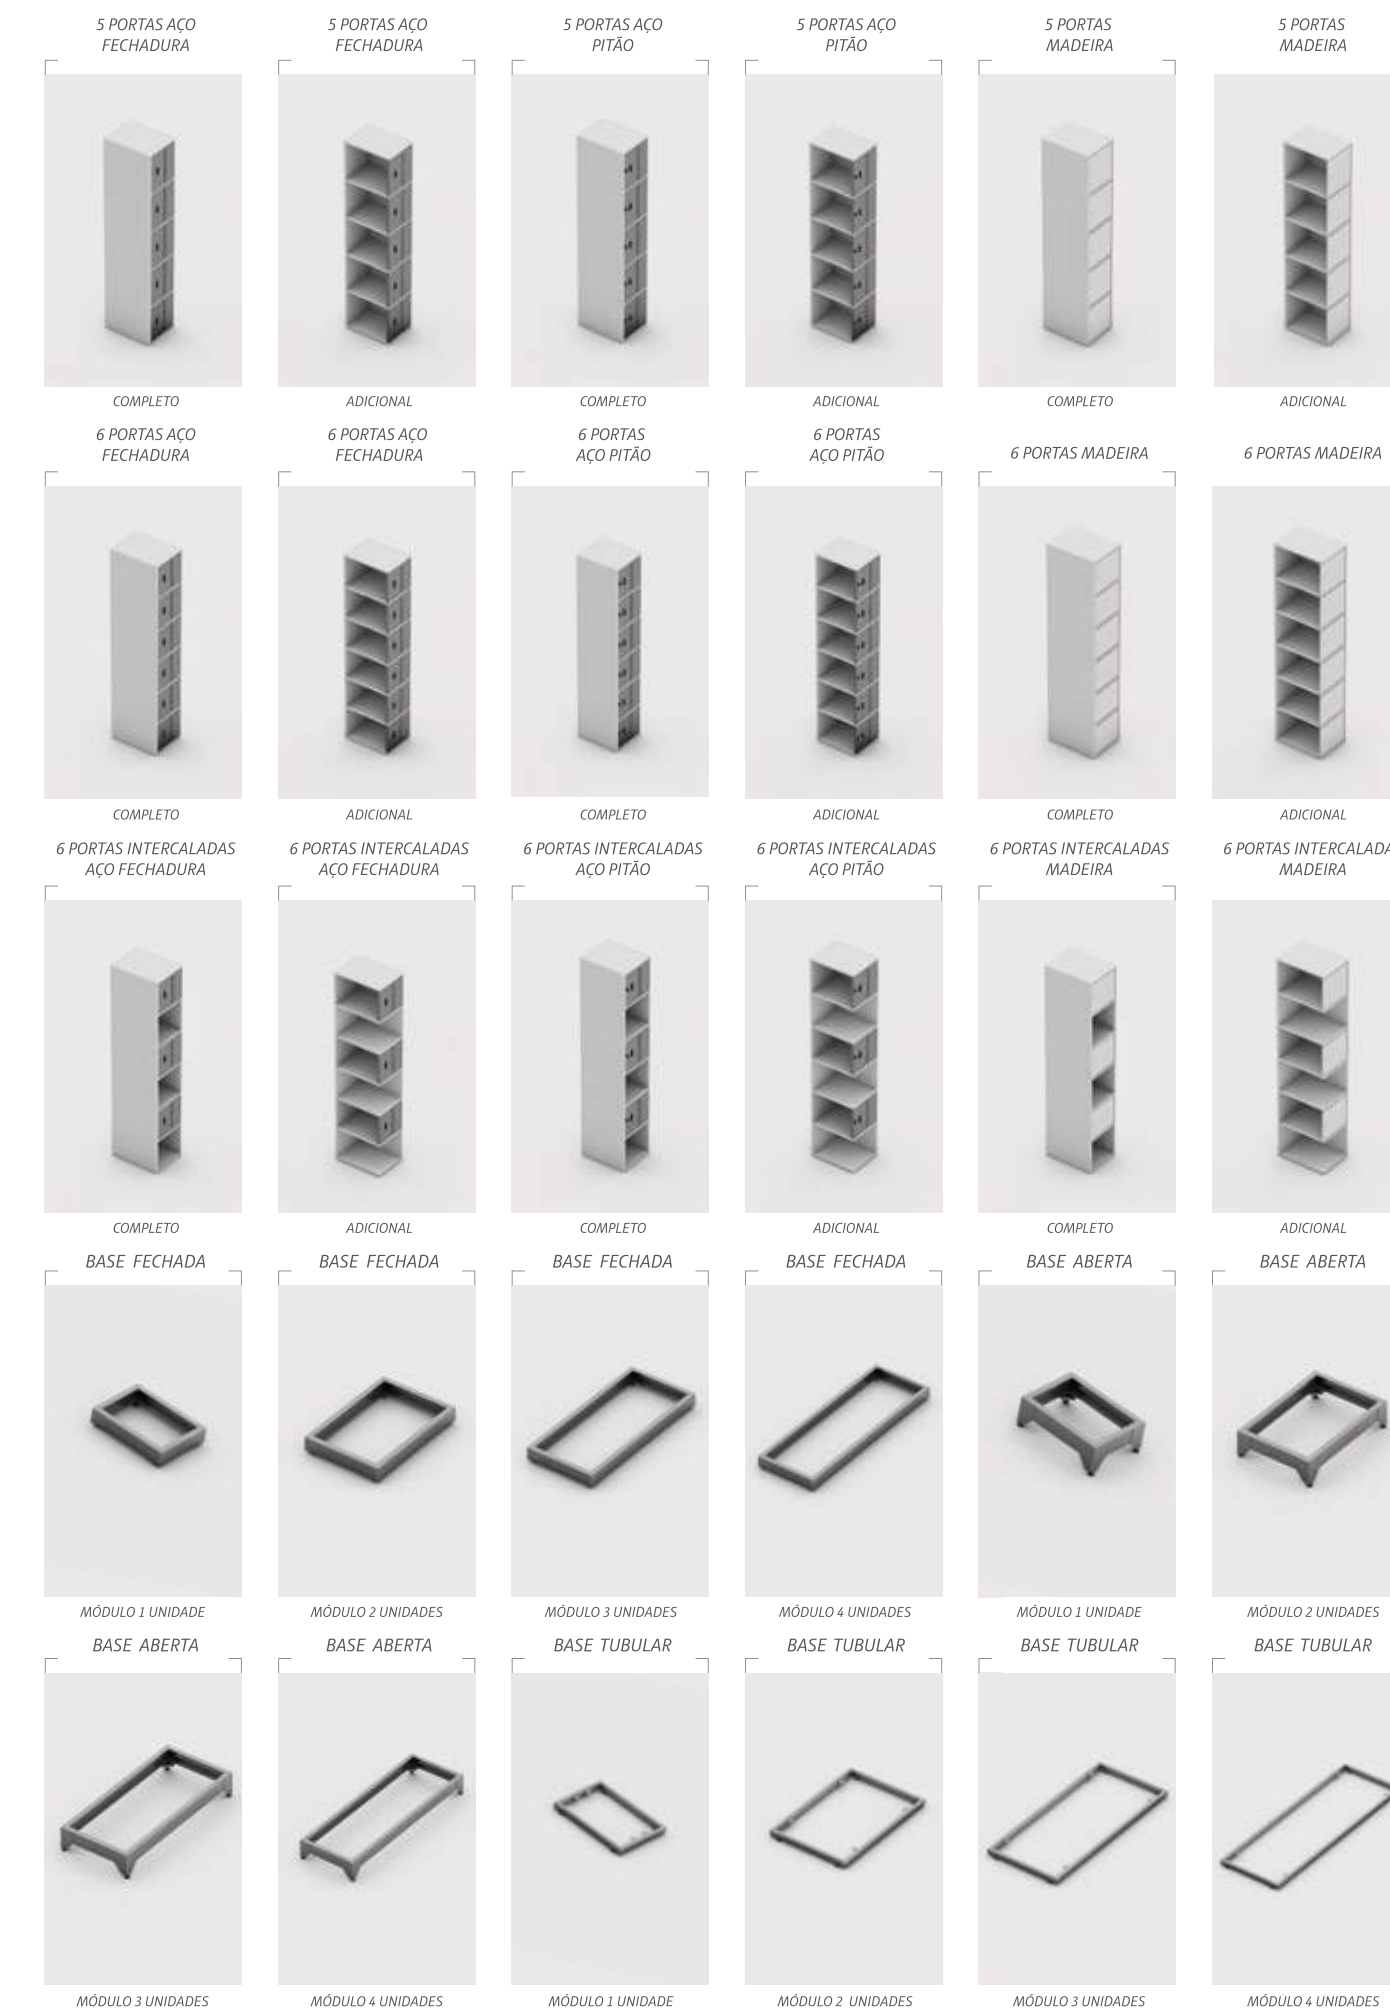 5 PORTAS AÇO
FECHADURA
5 PORTAS AÇO
FECHADURA
5 PORTAS AÇO
PITÃO
5 PORTAS AÇO
PITÃO
5 PORTAS
MADEIRA
5 PORTAS
MADEIRA
COMPLETO
ADICIONAL
COMPLETO
ADICIONAL
COMPLETO
ADICIONAL
6 PORTAS AÇO
FECHADURA
6 PORTAS AÇO
FECHADURA
6 PORTAS
AÇO PITÃO
6 PORTAS
AÇO PITÃO
6 PORTAS MADEIRA
6 PORTAS MADEIRA
COMPLETO
ADICIONAL
COMPLETO
ADICIONAL
COMPLETO
ADICIONAL
6 PORTAS INTERCALADAS
AÇO FECHADURA
6 PORTAS INTERCALADAS
AÇO FECHADURA
6 PORTAS INTERCALADAS
AÇO PITÃO
6 PORTAS INTERCALADAS
AÇO PITÃO
6 PORTAS INTERCALADAS
MADEIRA
6 PORTAS INTERCALADA
MADEIRA
COMPLETO
ADICIONAL
COMPLETO
ADICIONAL
COMPLETO
ADICIONAL
BASE FECHADA
BASE FECHADA
BASE FECHADA
BASE FECHADA
BASE ABERTA
BASE ABERTA
MÓDULO 1 UNIDADE
MÓDULO 2 UNIDADES
MÓDULO 3 UNIDADES
MÓDULO 4 UNIDADES
MÓDULO 1 UNIDADE
MÓDULO 2 UNIDADES
BASE ABERTA
BASE ABERTA
BASE TUBULAR
BASE TUBULAR
BASE TUBULAR
BASE TUBULAR
MÓDULO 3 UNIDADES
MÓDULO 4 UNIDADES
MÓDULO 1 UNIDADE
MÓDULO 2 UNIDADES
MÓDULO 3 UNIDADES
MÓDULO 4 UNIDADES